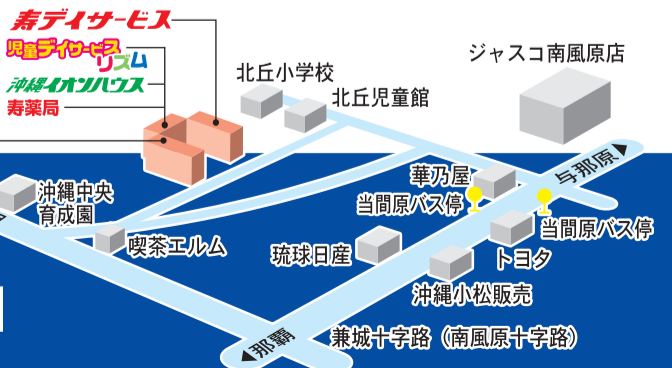 寿デイサービス
児童デイサービス
リズム
沖縄イオンハウス
寿薬局
北丘小学校
北丘児童館
ジャスコ南風原店
与那原▶
華乃屋
当間原バス停
当間原バス停
トヨタ
沖縄中央
育成園
喫茶エルム
琉球日産
沖縄小松販売
◀那覇
兼城十字路（南風原十字路）